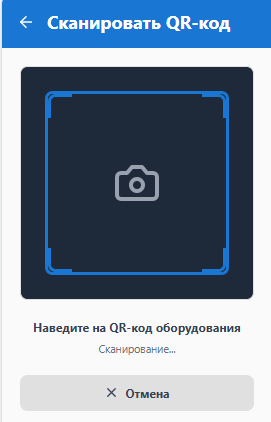 Сканировать QR-код
Наведите на QR-код оборудования
Сканирование...
Отмена